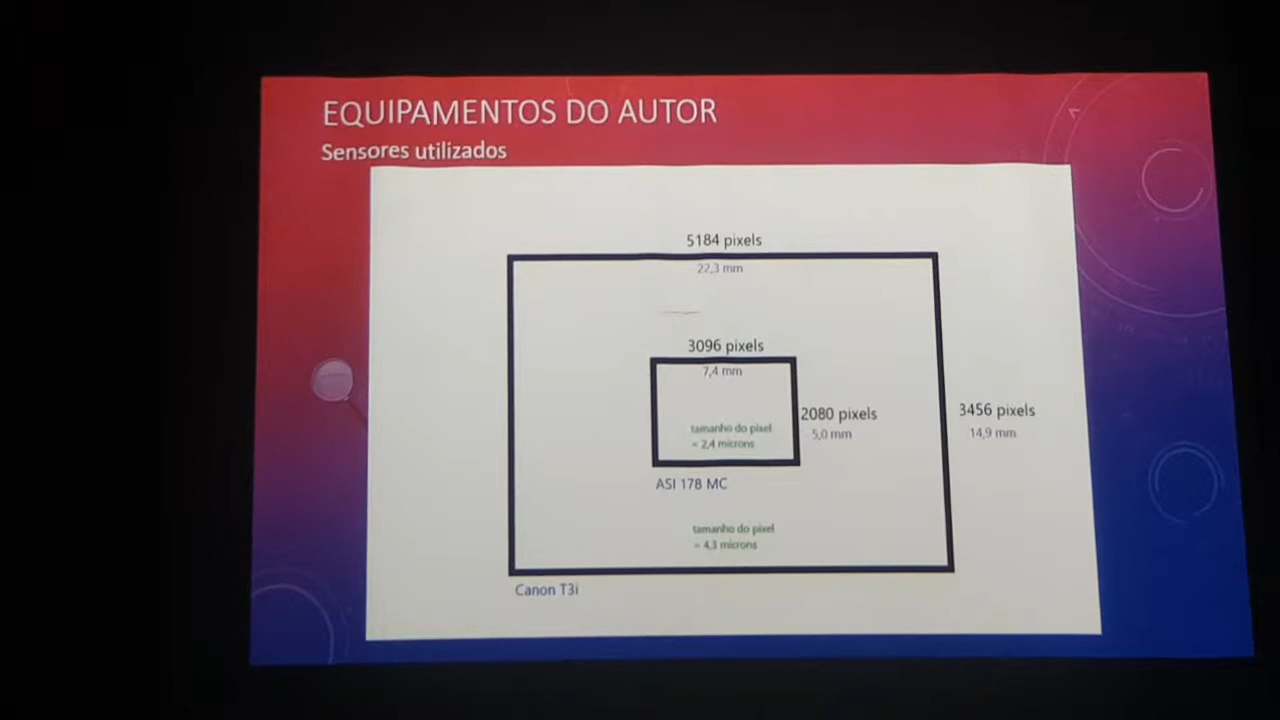 EQUIPAMENTOS DO AUTOR
Sensores utilizados
5184 pixels
22,3 mm
3096 pixels
7,4 mm
2080 pixels
5,0 mm
3456 pixels
14,9 mm
tamanho do pixel
= 2,4 microns
ASI 178 MC
tamanho do pixel
= 4,3 microns
Canon T3i